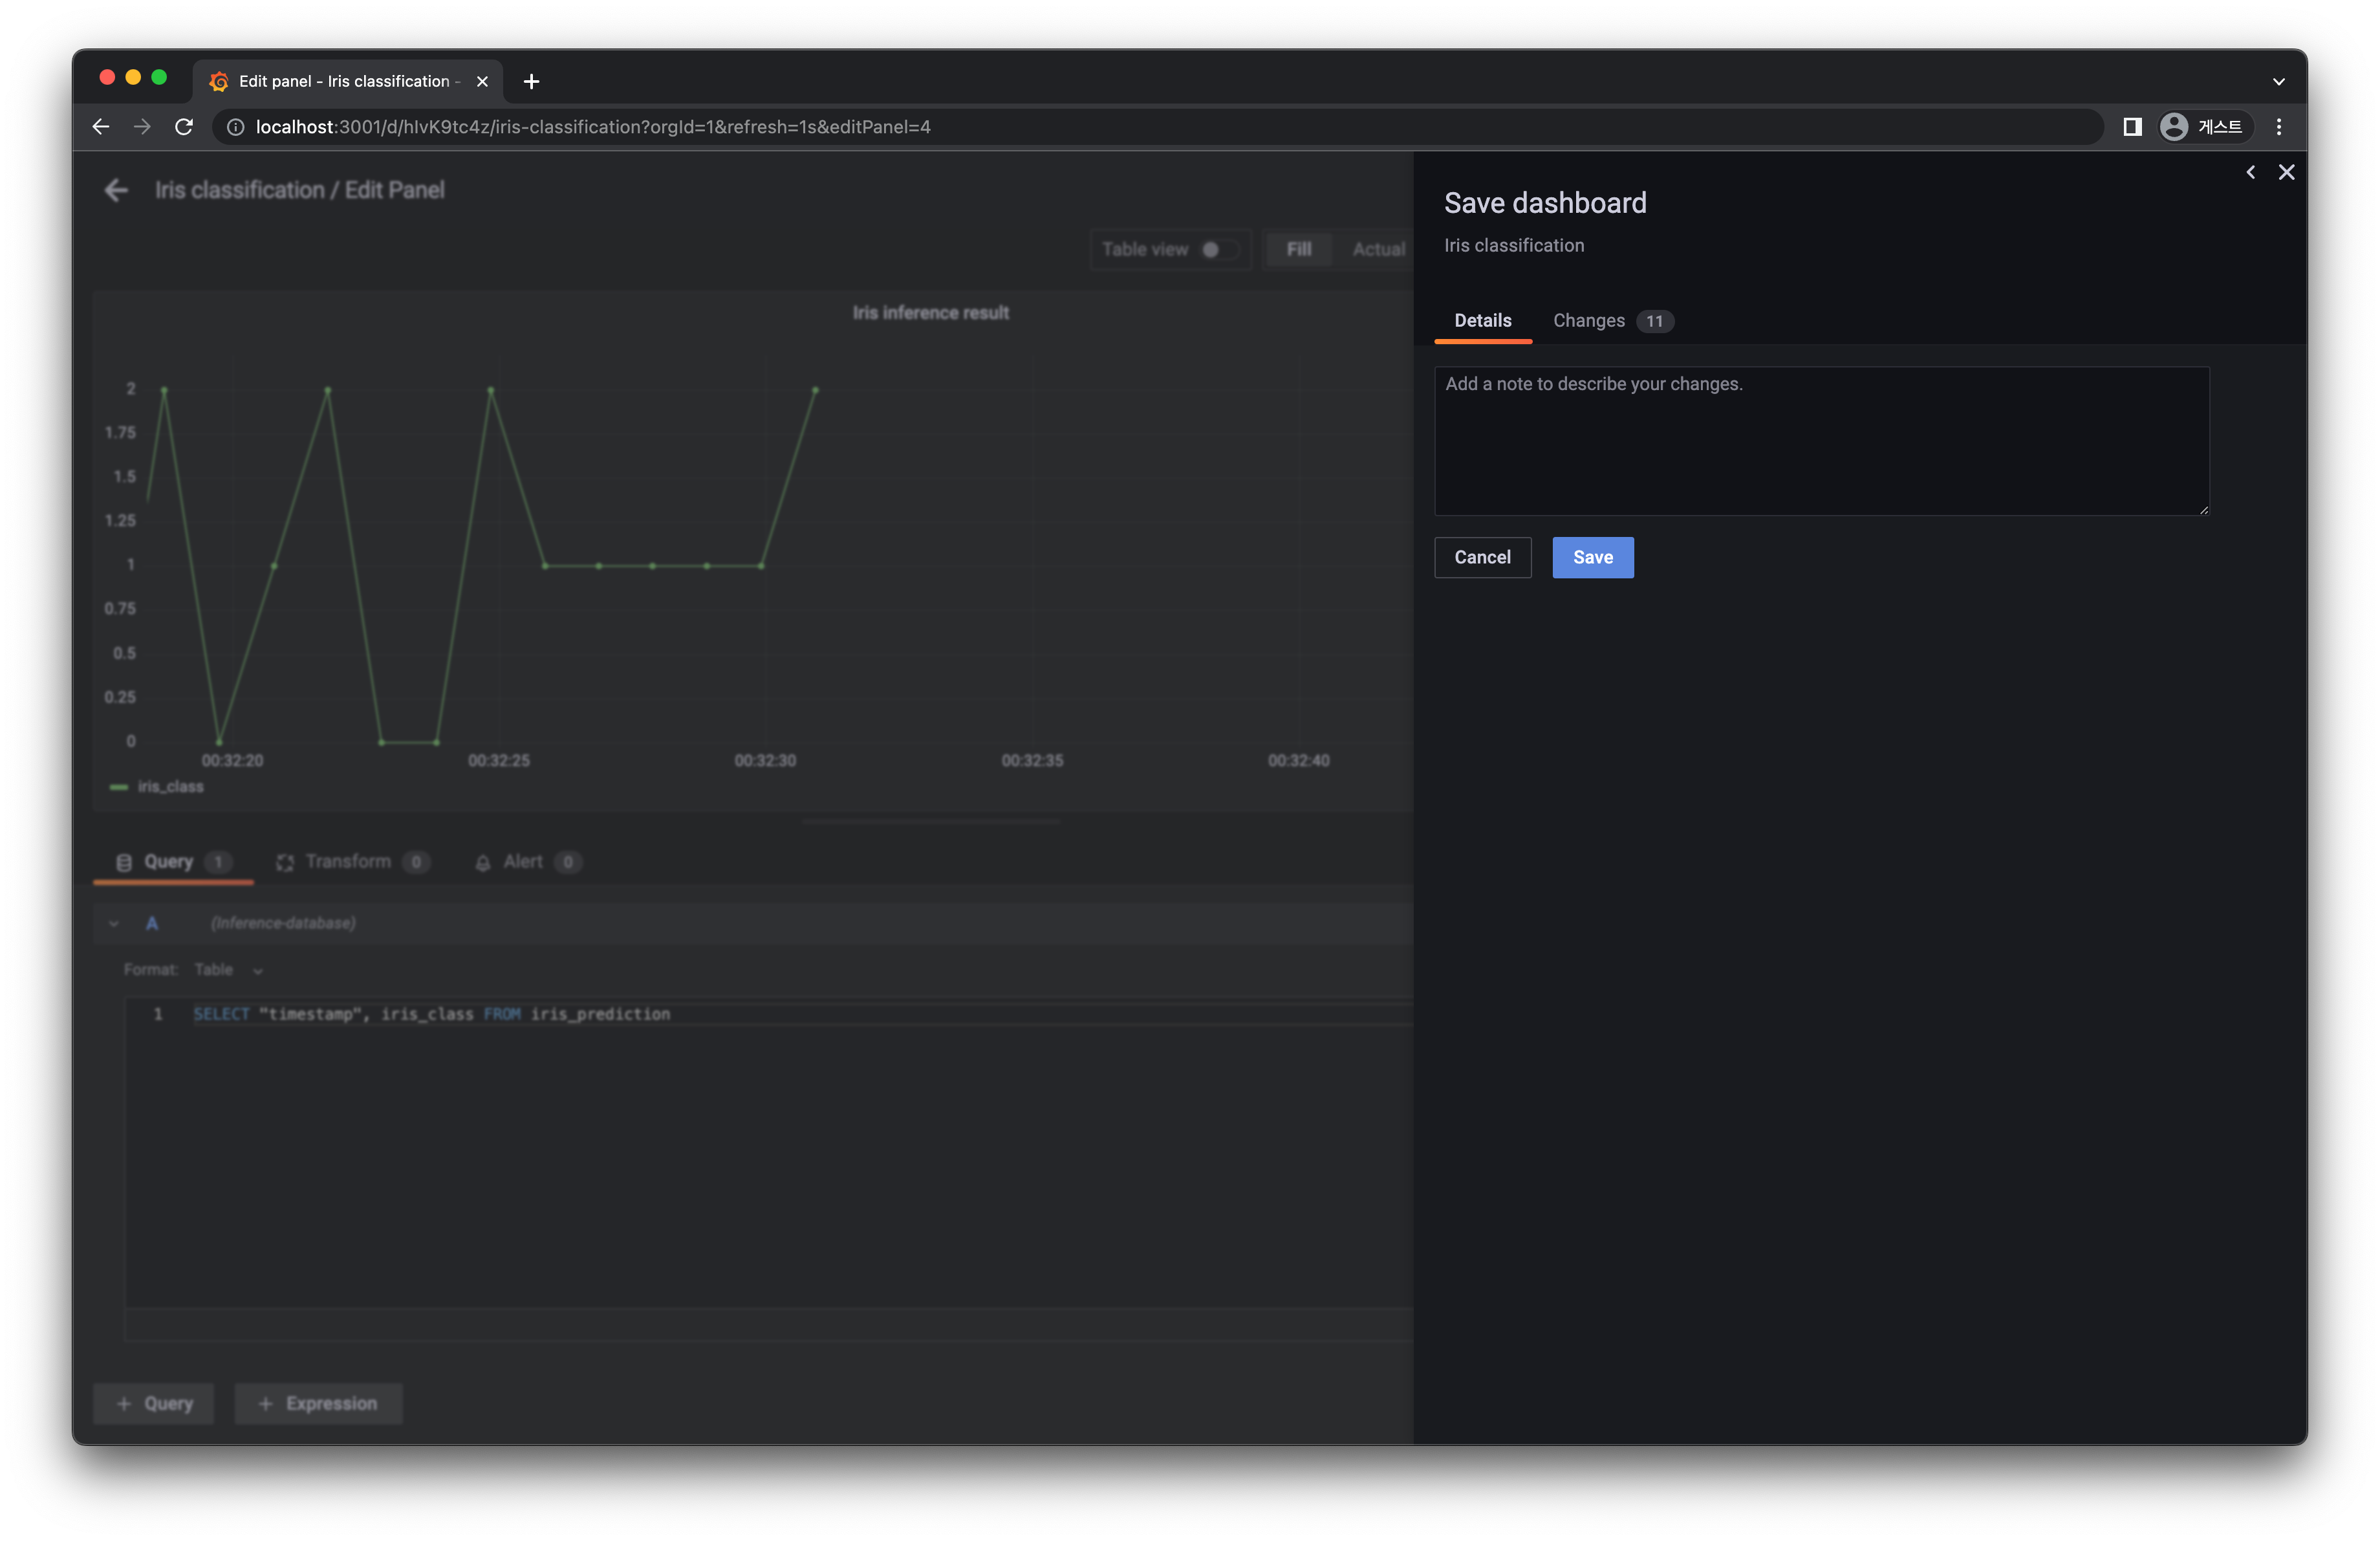 Edit panel - Iris classification -
localhost:3001/d/hIvK9tc4z/iris-classification?orgId=1&refresh=1s&editPanel=4
게스트
Iris classification / Edit Panel
Table view
Fill
Actual
Iris inference result
2
1.75
1.5
1.25
1
0.75
0.5
0.25
0
00:32:20
00:32:25
00:32:30
00:32:35
00:32:40
iris_class
Query 1
Transform 0
Alert 0
A (Inference-database)
Format: Table
1 SELECT "timestamp", iris_class FROM iris_prediction
+ Query
+ Expression
Save dashboard
Iris classification
Details
Changes 11
Add a note to describe your changes.
Cancel
Save